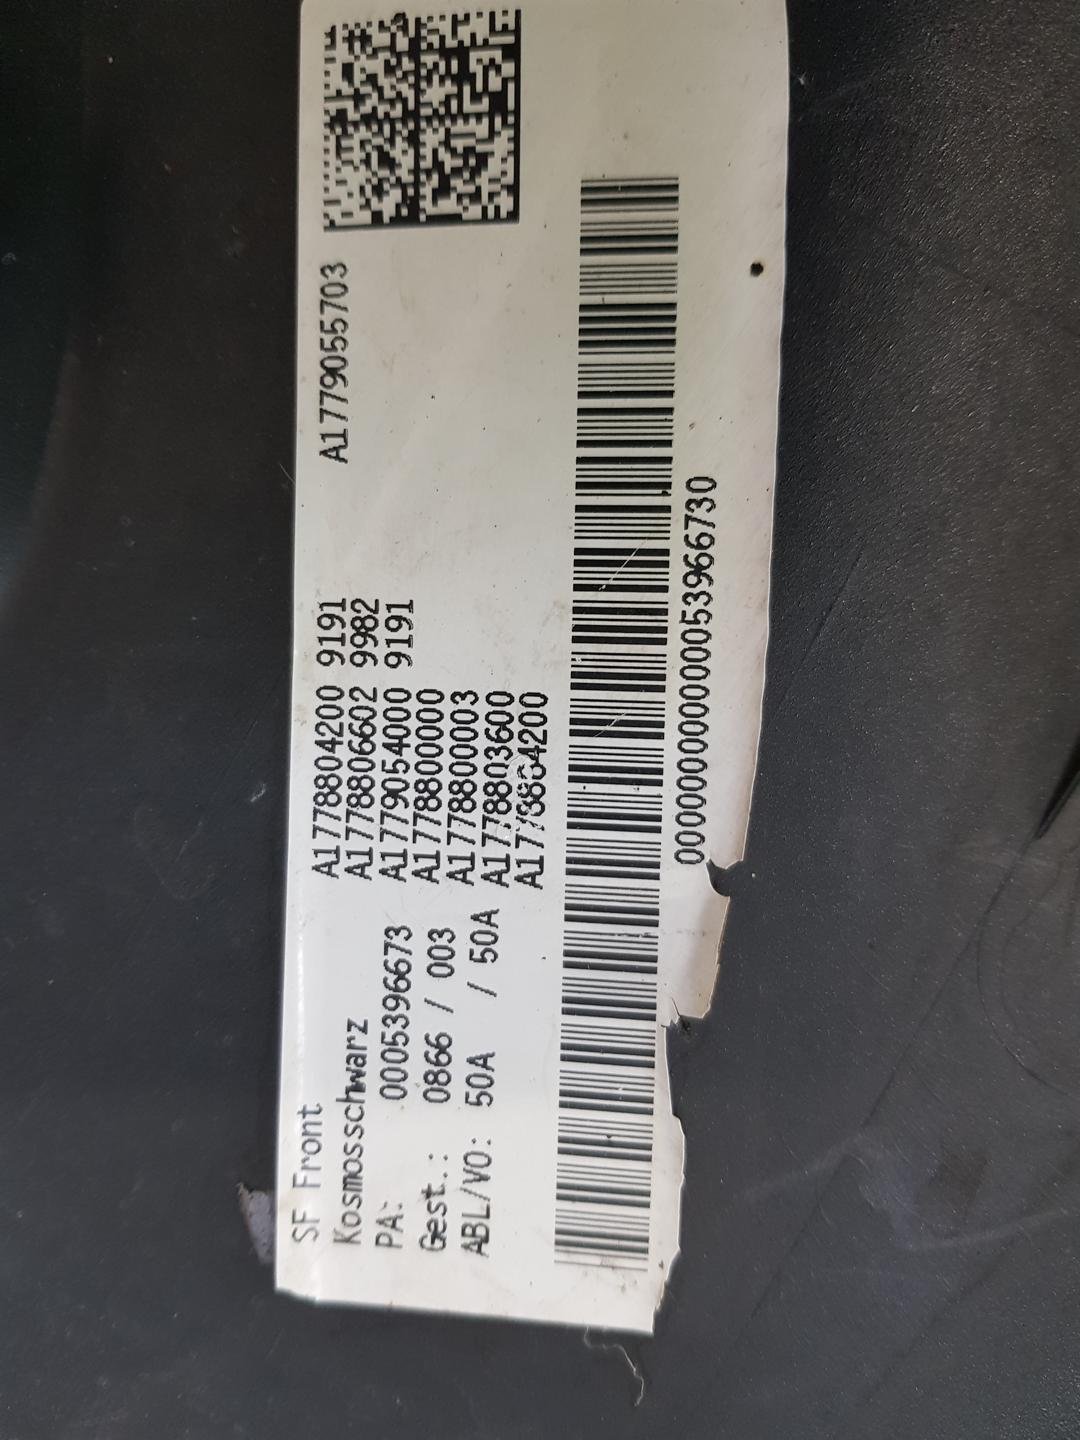 SF Front
A1778804200 9191
A1779055703
Kosmosschwarz
A1778806602 9982
PA: 0005396673
A1779054000 9191
Gest.: 0866 / 003
A1778800000
ABL/VO: 50A / 50A
A1778800003
A1778803600
0000000000000053966730